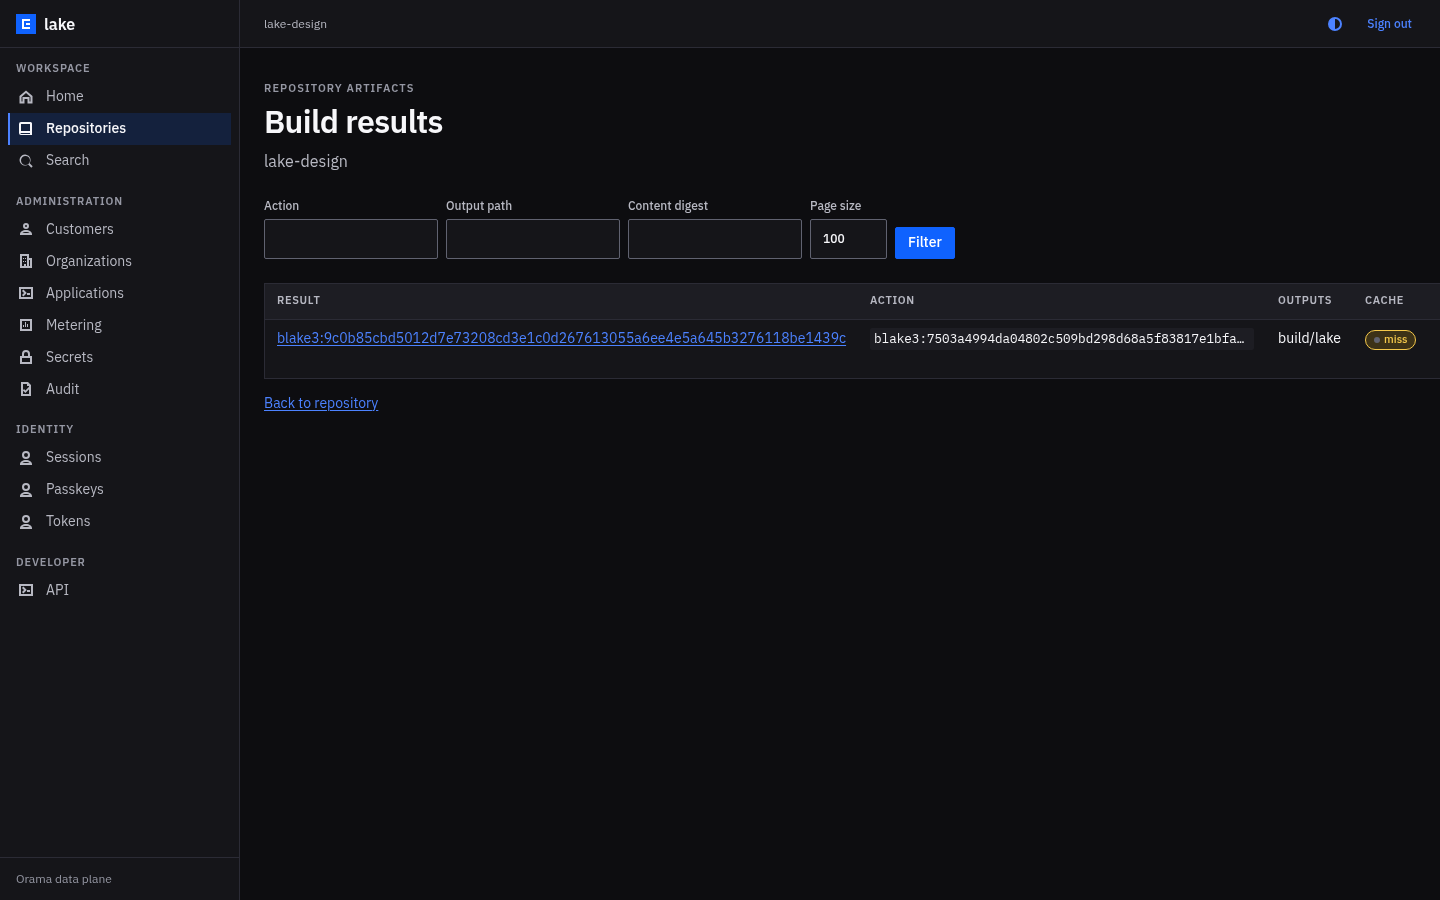 lake
lake-design
Sign out
WORKSPACE
Home
Repositories
Search
ADMINISTRATION
Customers
Organizations
Applications
Metering
Secrets
Audit
IDENTITY
Sessions
Passkeys
Tokens
DEVELOPER
API
Orama data plane
REPOSITORY ARTIFACTS
Build results
lake-design
Action Output path Content digest Page size
100 Filter
RESULT ACTION OUTPUTS CACHE
blake3:9c0b85cbd5012d7e73208cd3e1c0d267613055a6ee4e5a645b3276118be1439c blake3:7503a4994da04802c509bd298d68a5f83817e1bfa… build/lake miss
Back to repository